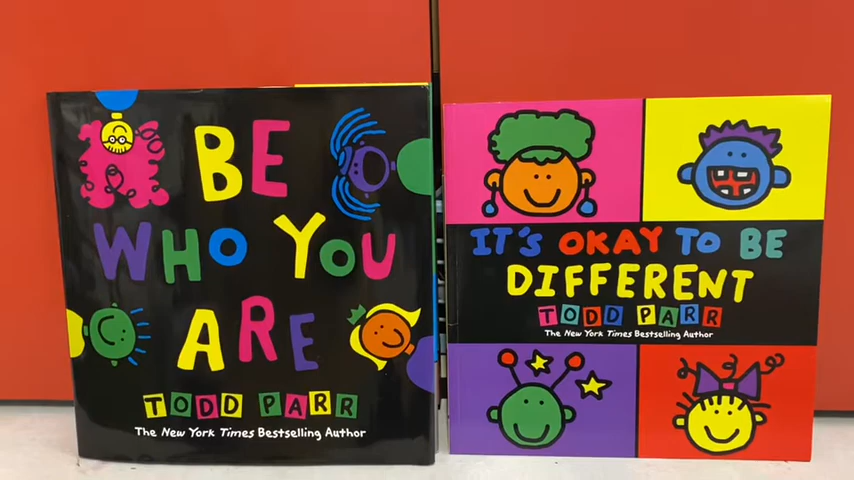 BE
WHO YOU
ARE
TODD PARR
The New York Times Bestselling Author
IT'S OKAY TO BE
DIFFERENT
TODD PARR
The New York Times Bestselling Author